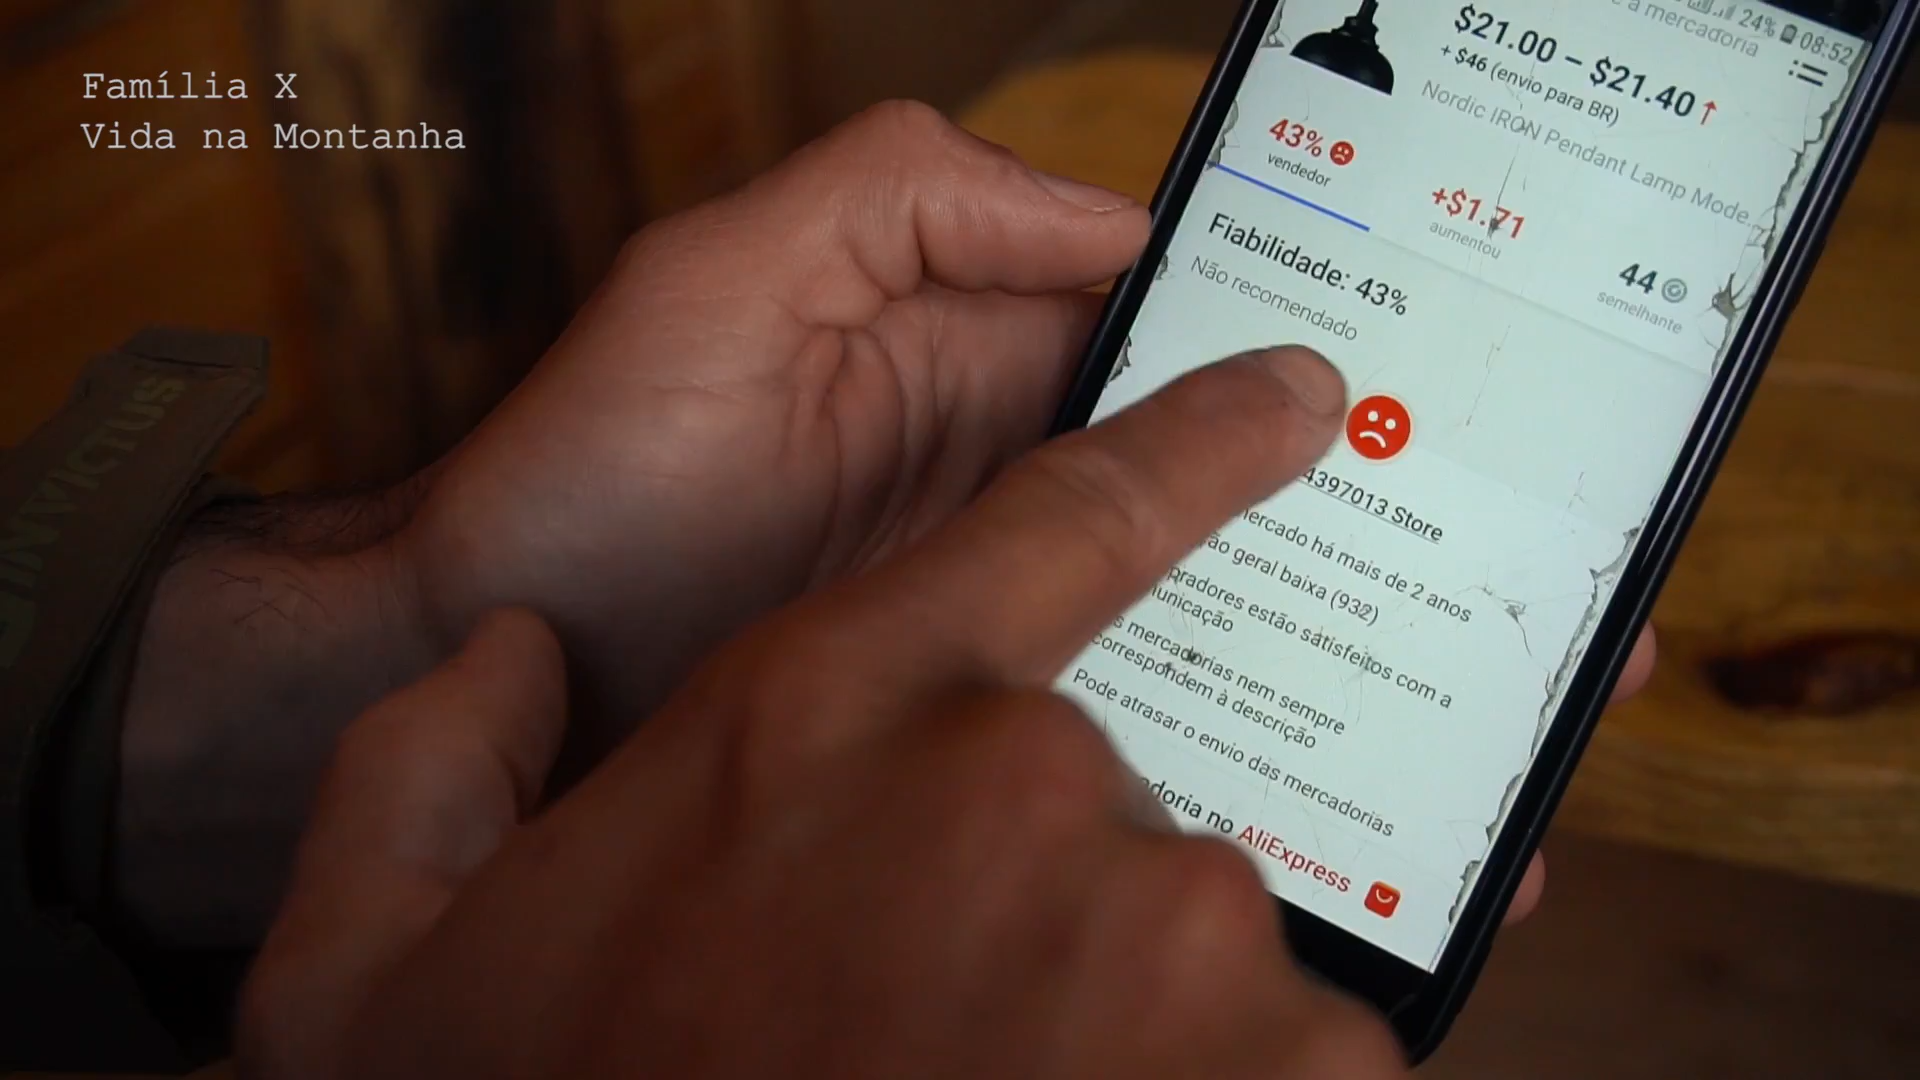 Família X
Vida na Montanha
a mercadoria
24% 08:52
$21.00 – $21.40 ↑
+ $46 (envio para BR)
Nordic IRON Pendant Lamp Mode...
43%
vendedor
+$1.71
aumentou
44
semelhante
Fiabilidade: 43%
Não recomendado
4397013 Store
mercado há mais de 2 anos
geral baixa (932)
estão satisfeitos com a
mercadorias nem sempre
correspondem à descrição
Pode atrasar o envio das mercadorias
no AliExpress
INVICTUS